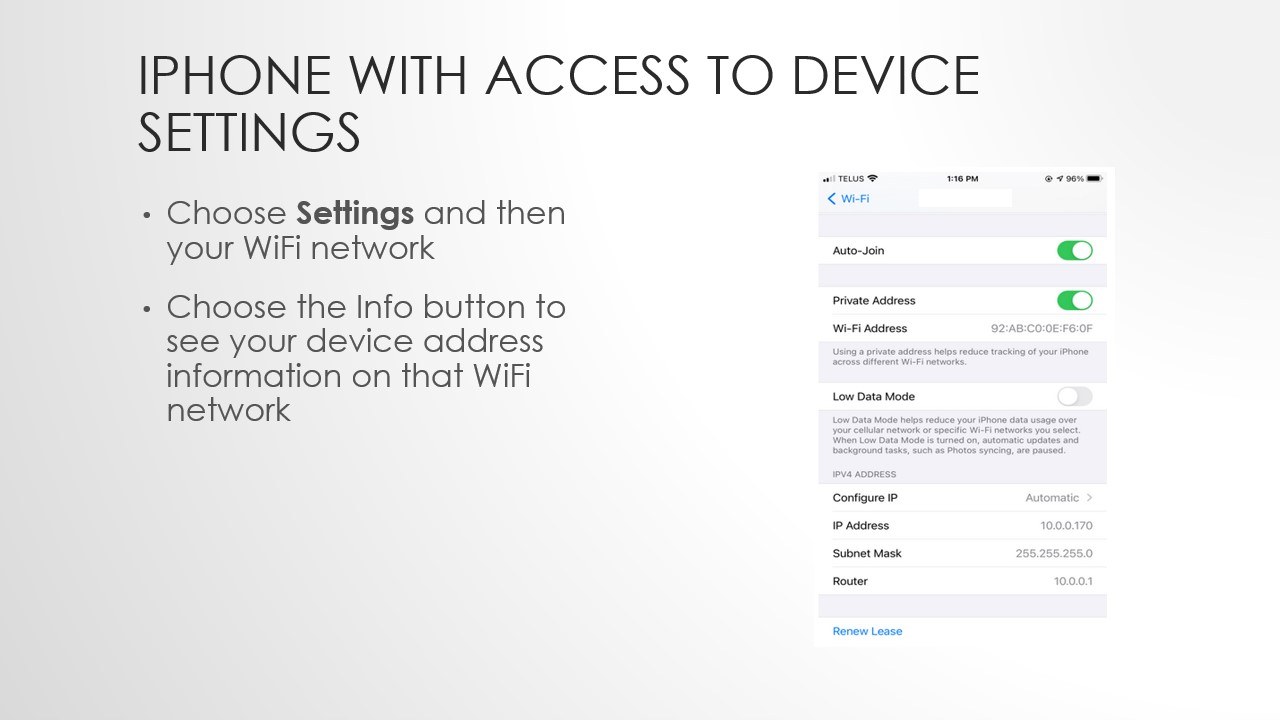 IPHONE WITH ACCESS TO DEVICE
SETTINGS
• Choose Settings and then
your WiFi network
• Choose the Info button to
see your device address
information on that WiFi
network
TELUS 1:16 PM 96%
Wi-Fi
Auto-Join
Private Address
Wi-Fi Address 92:AB:C0:0E:F6:0F
Using a private address helps reduce tracking of your iPhone
across different Wi-Fi networks.
Low Data Mode
Low Data Mode helps reduce your iPhone data usage over
your cellular network or specific Wi-Fi networks you select.
When Low Data Mode is turned on, automatic updates and
background tasks, such as Photos syncing, are paused.
IPV4 ADDRESS
Configure IP Automatic
IP Address 10.0.0.170
Subnet Mask 255.255.255.0
Router 10.0.0.1
Renew Lease